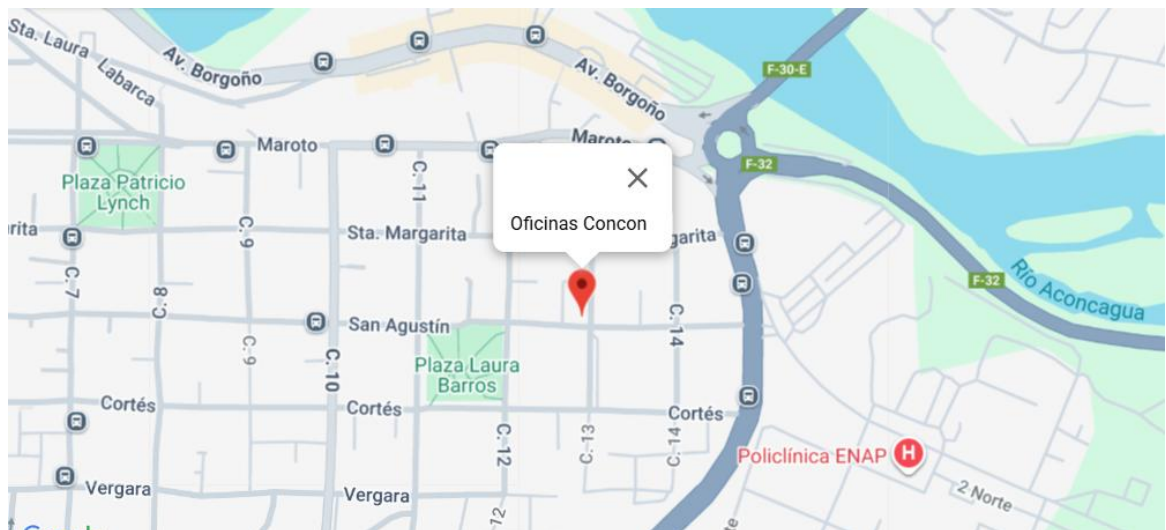 Sta. Laura
Labarca
Av. Borgoño
Av. Borgoño
F-30-E
Maroto
Maroto
F-32
Plaza Patricio
Lynch
C. 11
Oficinas Concon
rita
C. 9
Sta. Margarita
garita
C. 7
C. 8
Río Aconcagua
F-32
San Agustín
C. 14
C. 9
C. 10
Plaza Laura
Barros
Cortés
Cortés
Cortés
C. 12
C. 13
C. 14
Policlínica ENAP
H
Vergara
Vergara
2 Norte
12
te